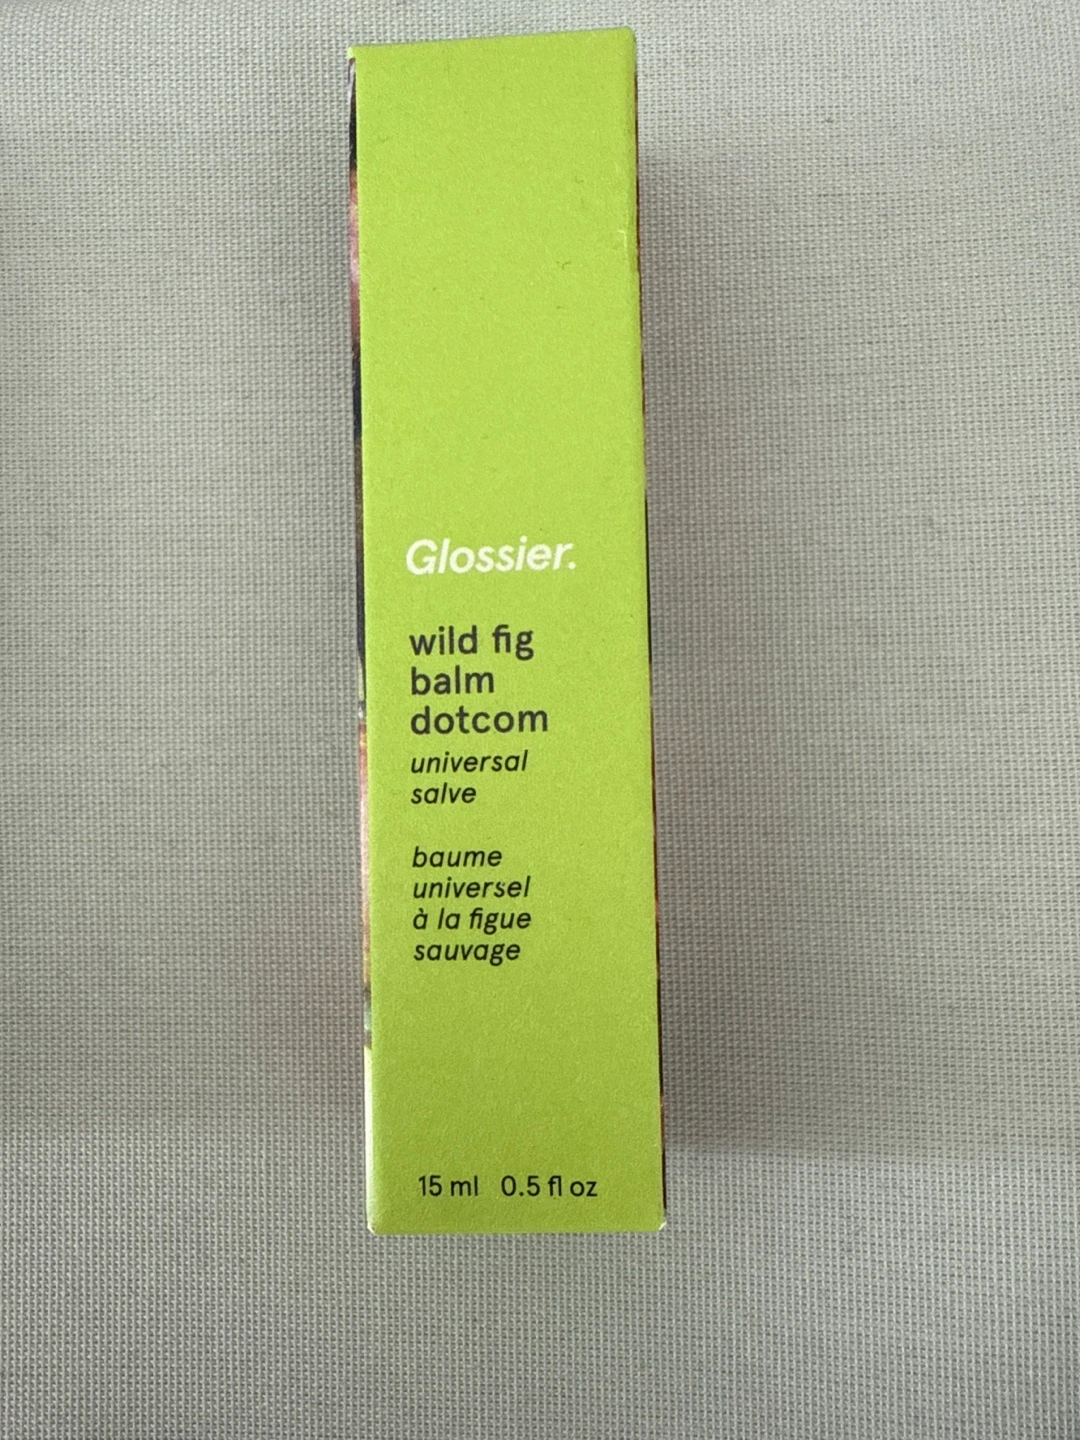 Glossier.
wild fig
balm
dotcom
universal
salve
baume
universel
à la figue
sauvage
15 ml 0.5 fl oz